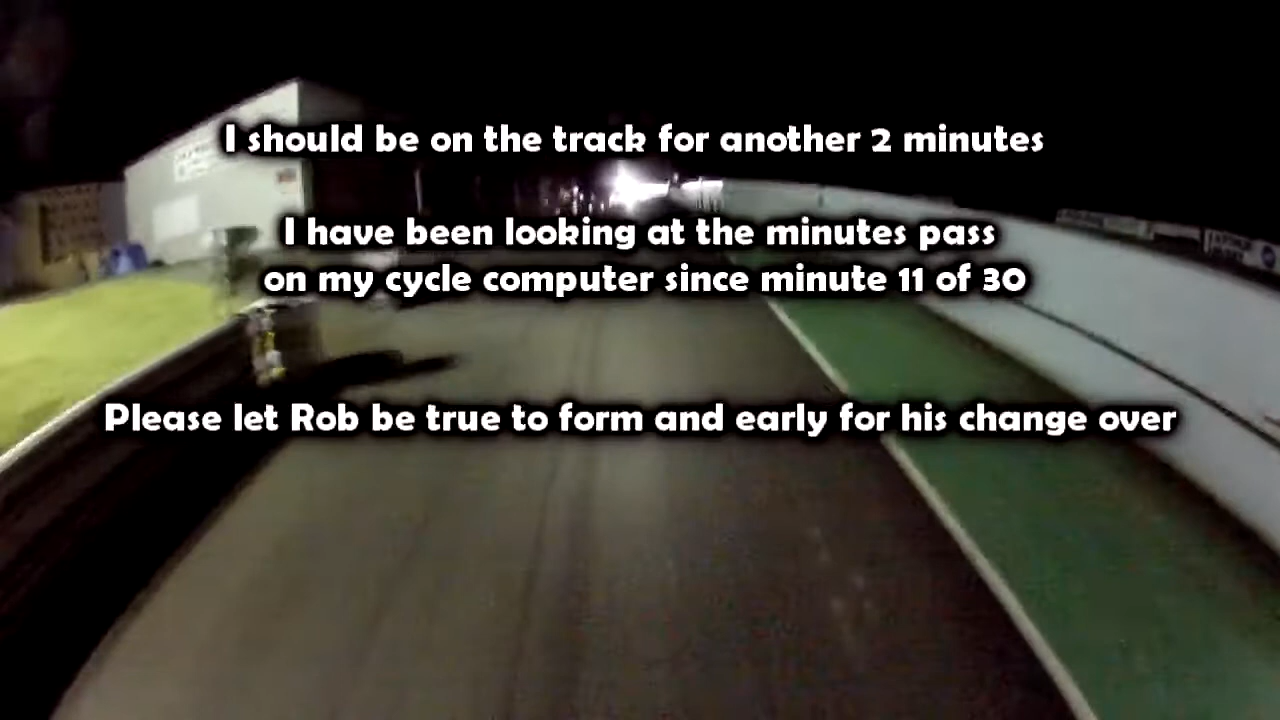 I should be on the track for another 2 minutes
I have been looking at the minutes pass
on my cycle computer since minute 11 of 30
Please let Rob be true to form and early for his change over